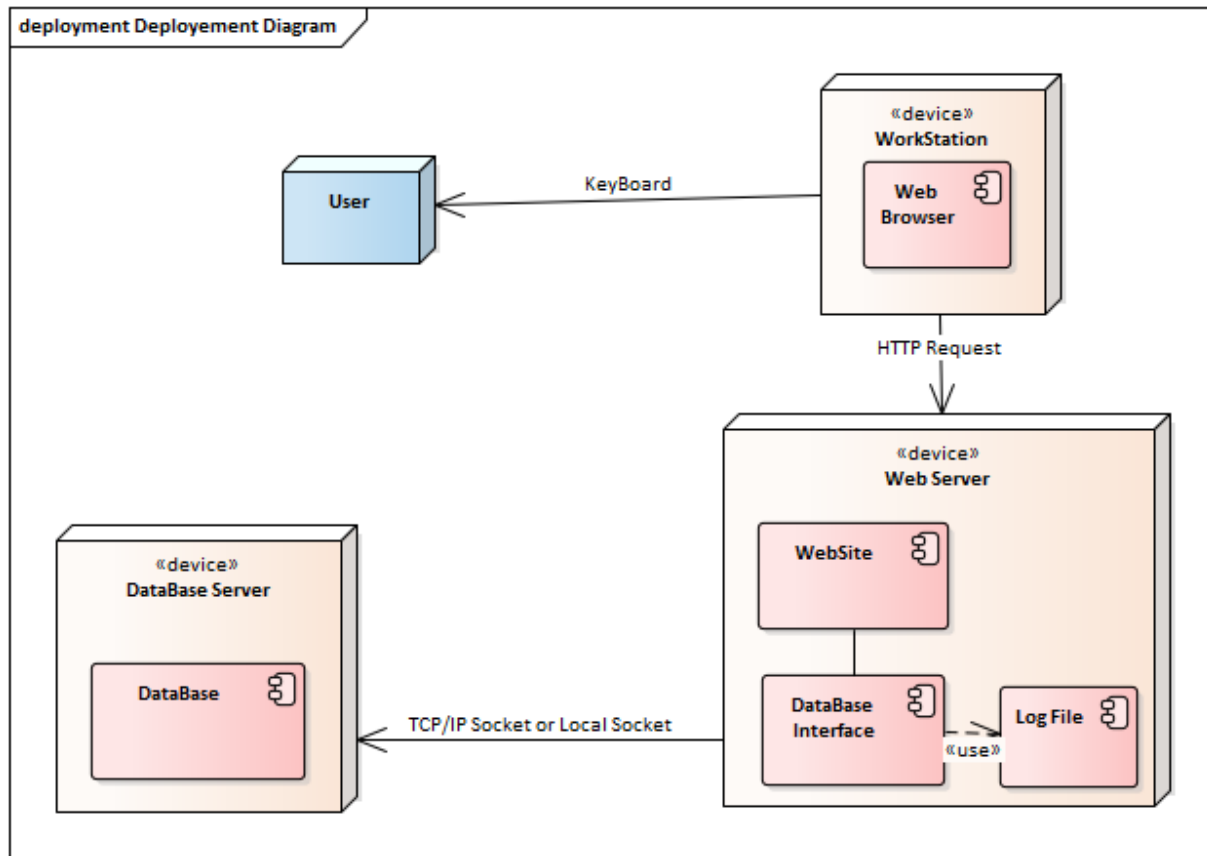 deployment Deployement Diagram
«device»
WorkStation
Web
Browser
User
KeyBoard
HTTP Request
«device»
Web Server
WebSite
«device»
DataBase Server
DataBase
TCP/IP Socket or Local Socket
DataBase
Interface
«use»
Log File